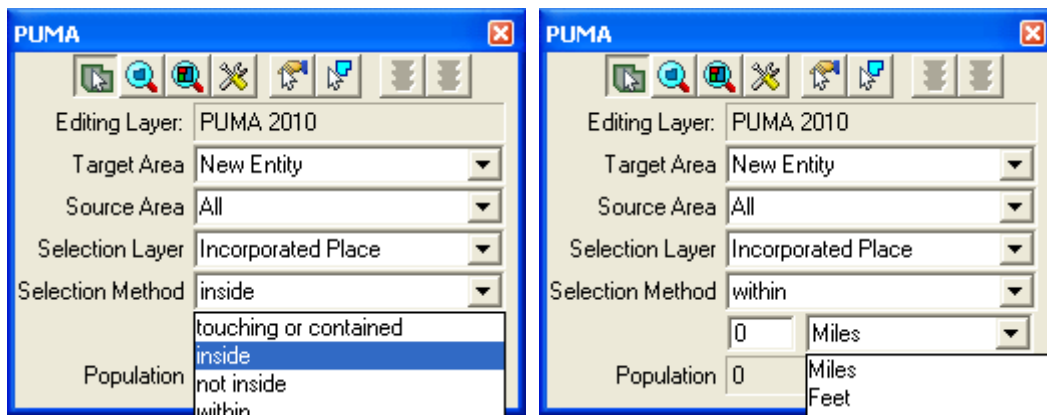 PUMA
Editing Layer: PUMA 2010
Target Area New Entity
Source Area All
Selection Layer Incorporated Place
Selection Method inside
touching or contained
inside
Population not inside
within
PUMA
Editing Layer: PUMA 2010
Target Area New Entity
Source Area All
Selection Layer Incorporated Place
Selection Method within
0 Miles
Population 0 Miles
Feet